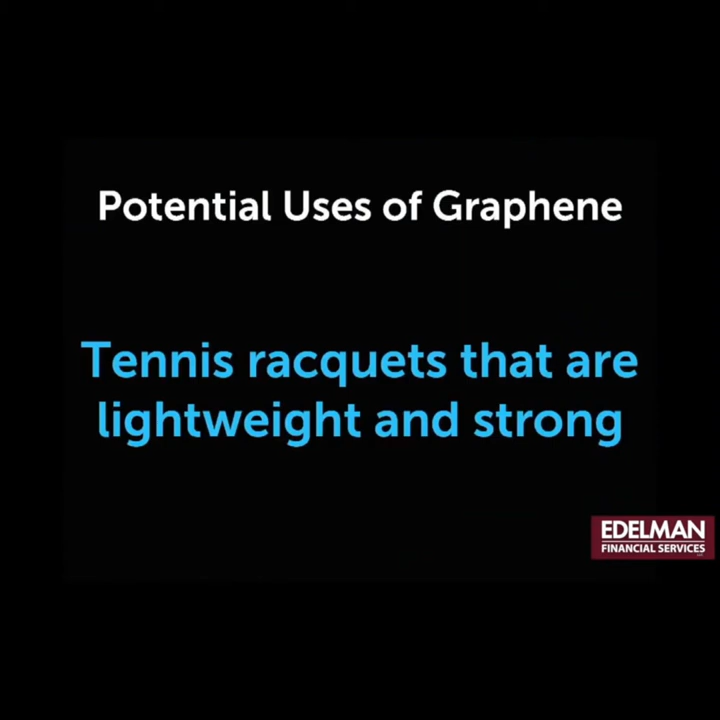 Potential Uses of Graphene
Tennis racquets that are
lightweight and strong
EDELMAN
FINANCIAL SERVICES